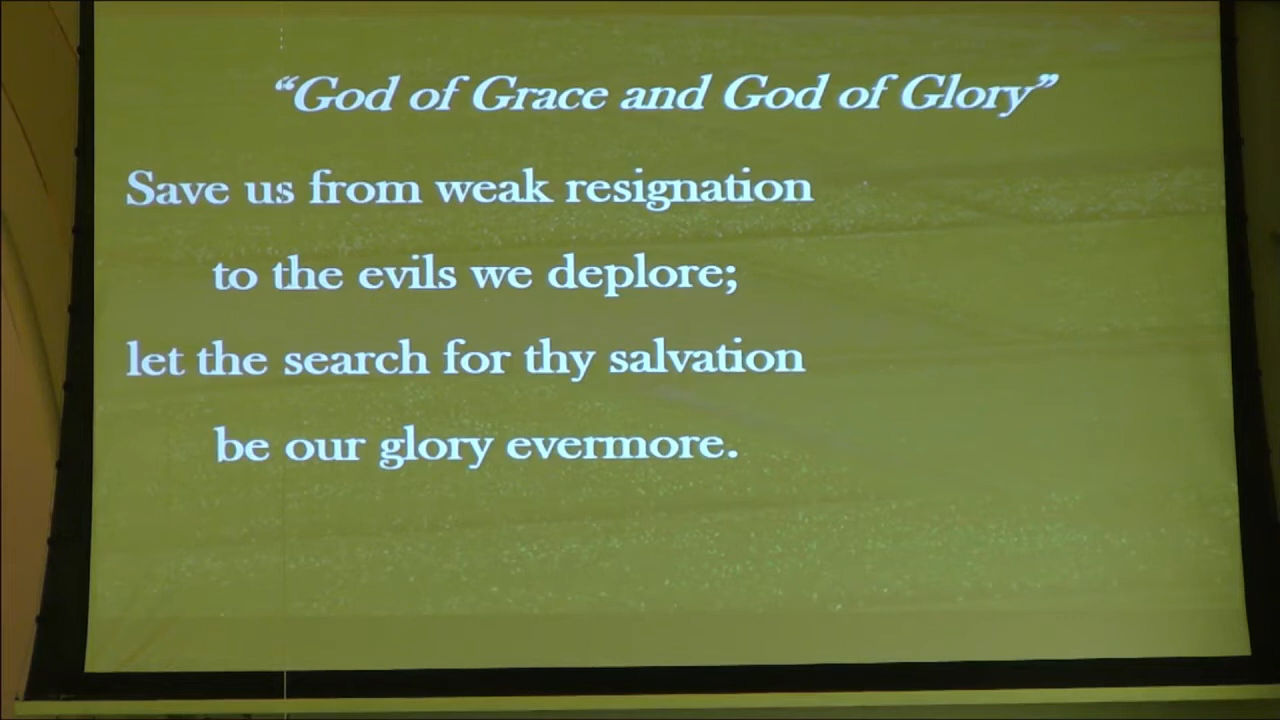 “God of Grace and God of Glory”
Save us from weak resignation
to the evils we deplore;
let the search for thy salvation
be our glory evermore.